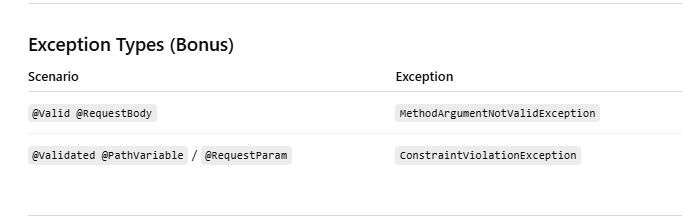 Exception Types (Bonus)
Scenario Exception
@Valid @RequestBody MethodArgumentNotValidException
@Validated @PathVariable / @RequestParam ConstraintViolationException